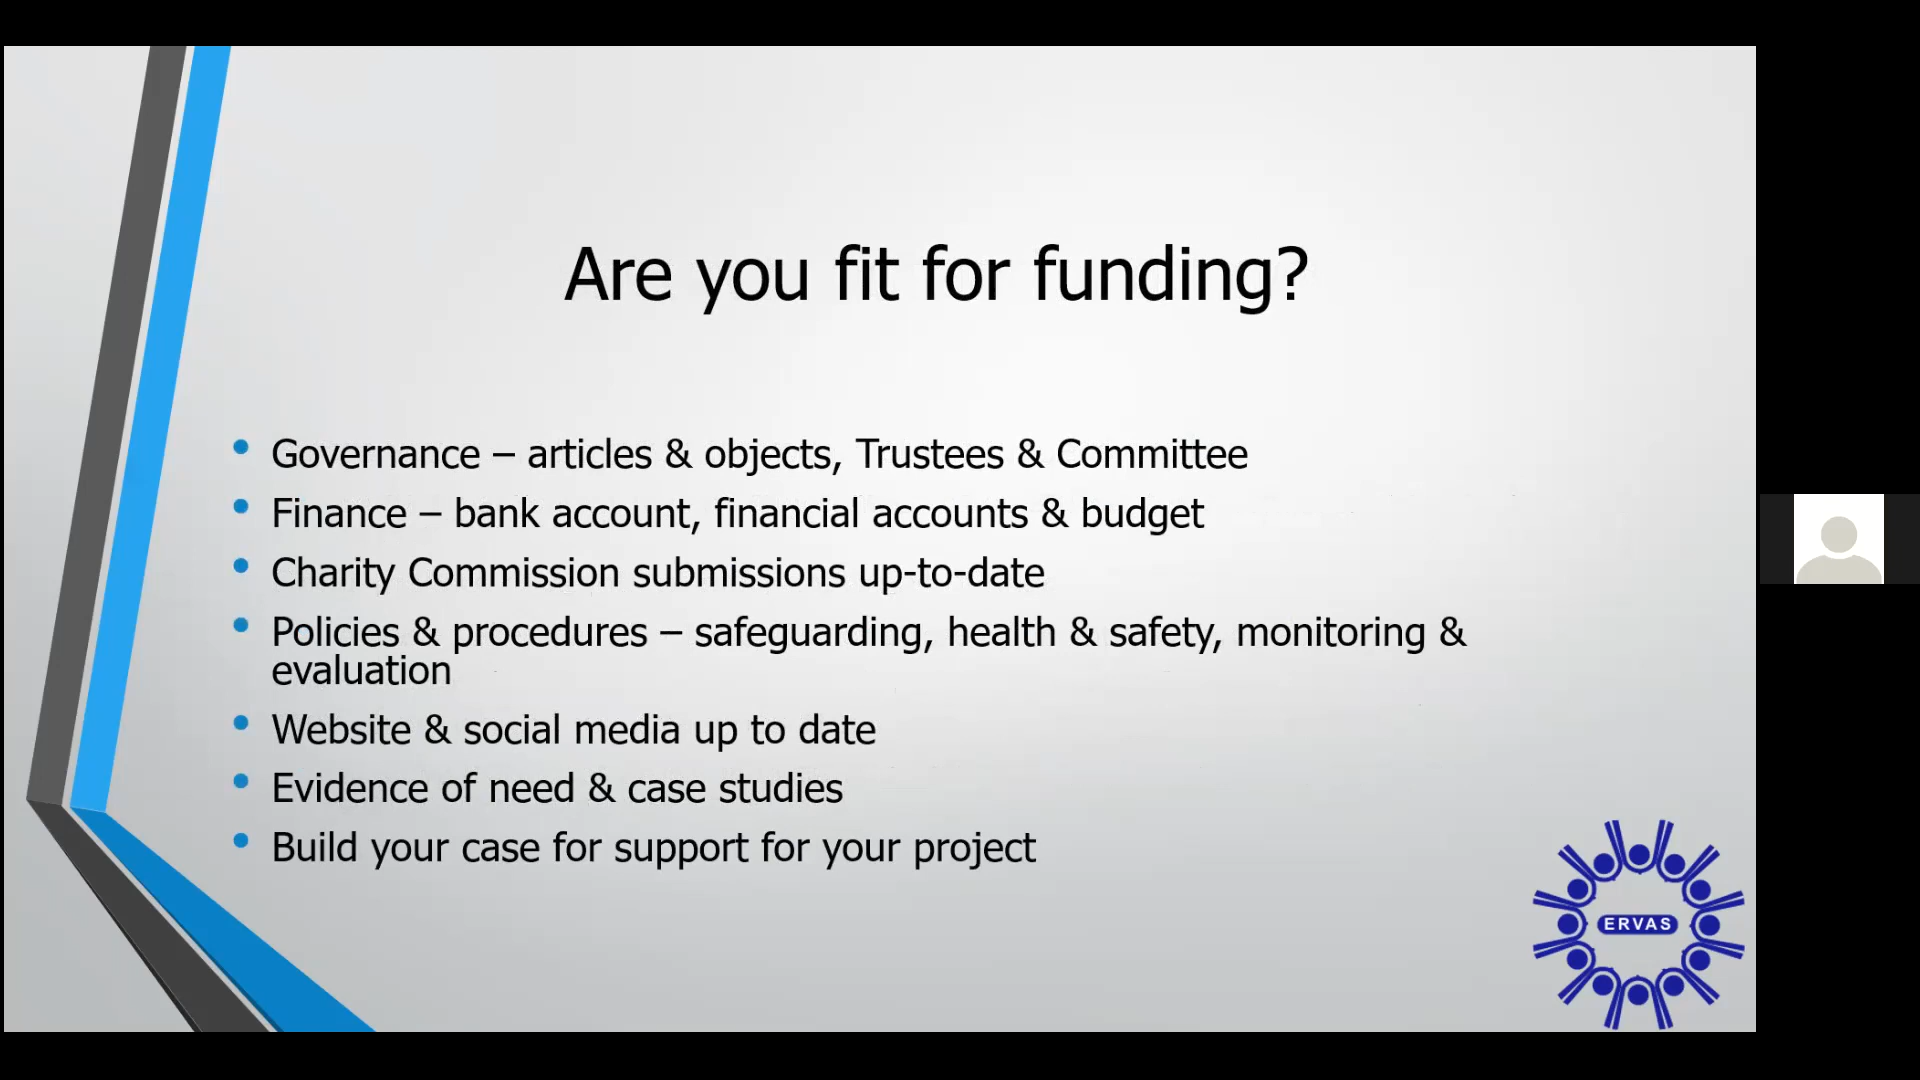 Are you fit for funding?
Governance – articles & objects, Trustees & Committee
Finance – bank account, financial accounts & budget
Charity Commission submissions up-to-date
Policies & procedures – safeguarding, health & safety, monitoring &
evaluation
Website & social media up to date
Evidence of need & case studies
Build your case for support for your project
ERVAS